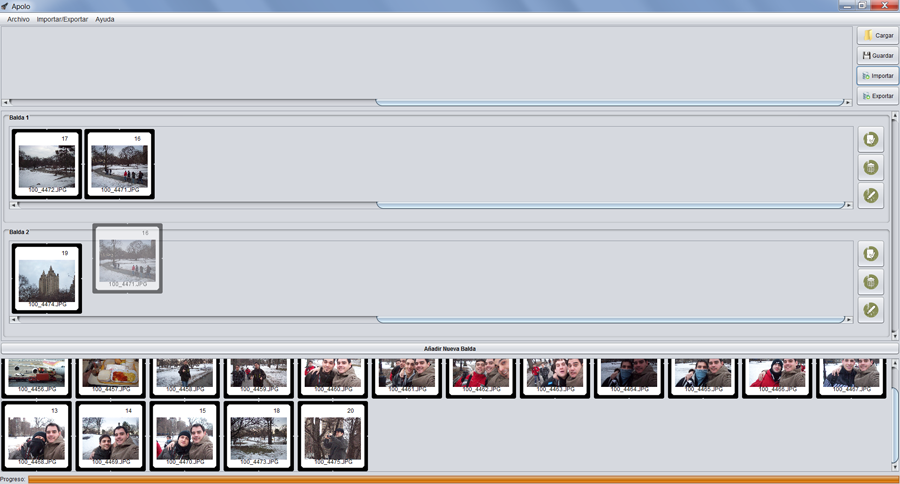 Apolo
Archivo Importar/Exportar Ayuda
Cargar
Guardar
Importar
Exportar
Balda 1
17
100_4472.JPG
16
100_4471.JPG
Balda 2
19
100_4474.JPG
16
100_4471.JPG
Añadir Nueva Balda
100_4456.JPG
100_4457.JPG
100_4458.JPG
100_4459.JPG
100_4460.JPG
100_4461.JPG
100_4462.JPG
100_4463.JPG
100_4464.JPG
100_4465.JPG
100_4466.JPG
100_4467.JPG
13
100_4468.JPG
14
100_4469.JPG
15
100_4470.JPG
18
100_4473.JPG
20
100_4475.JPG
Progreso: